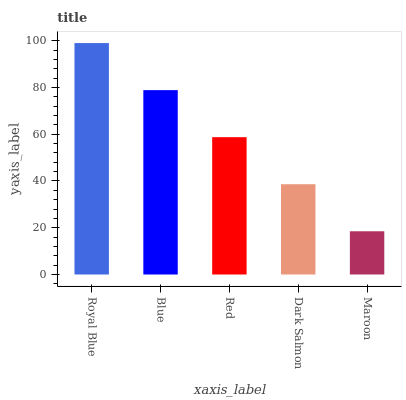 title
yaxis_label
100
80
60
40
20
0
Royal Blue
Blue
Red
Dark Salmon
Maroon
xaxis_label